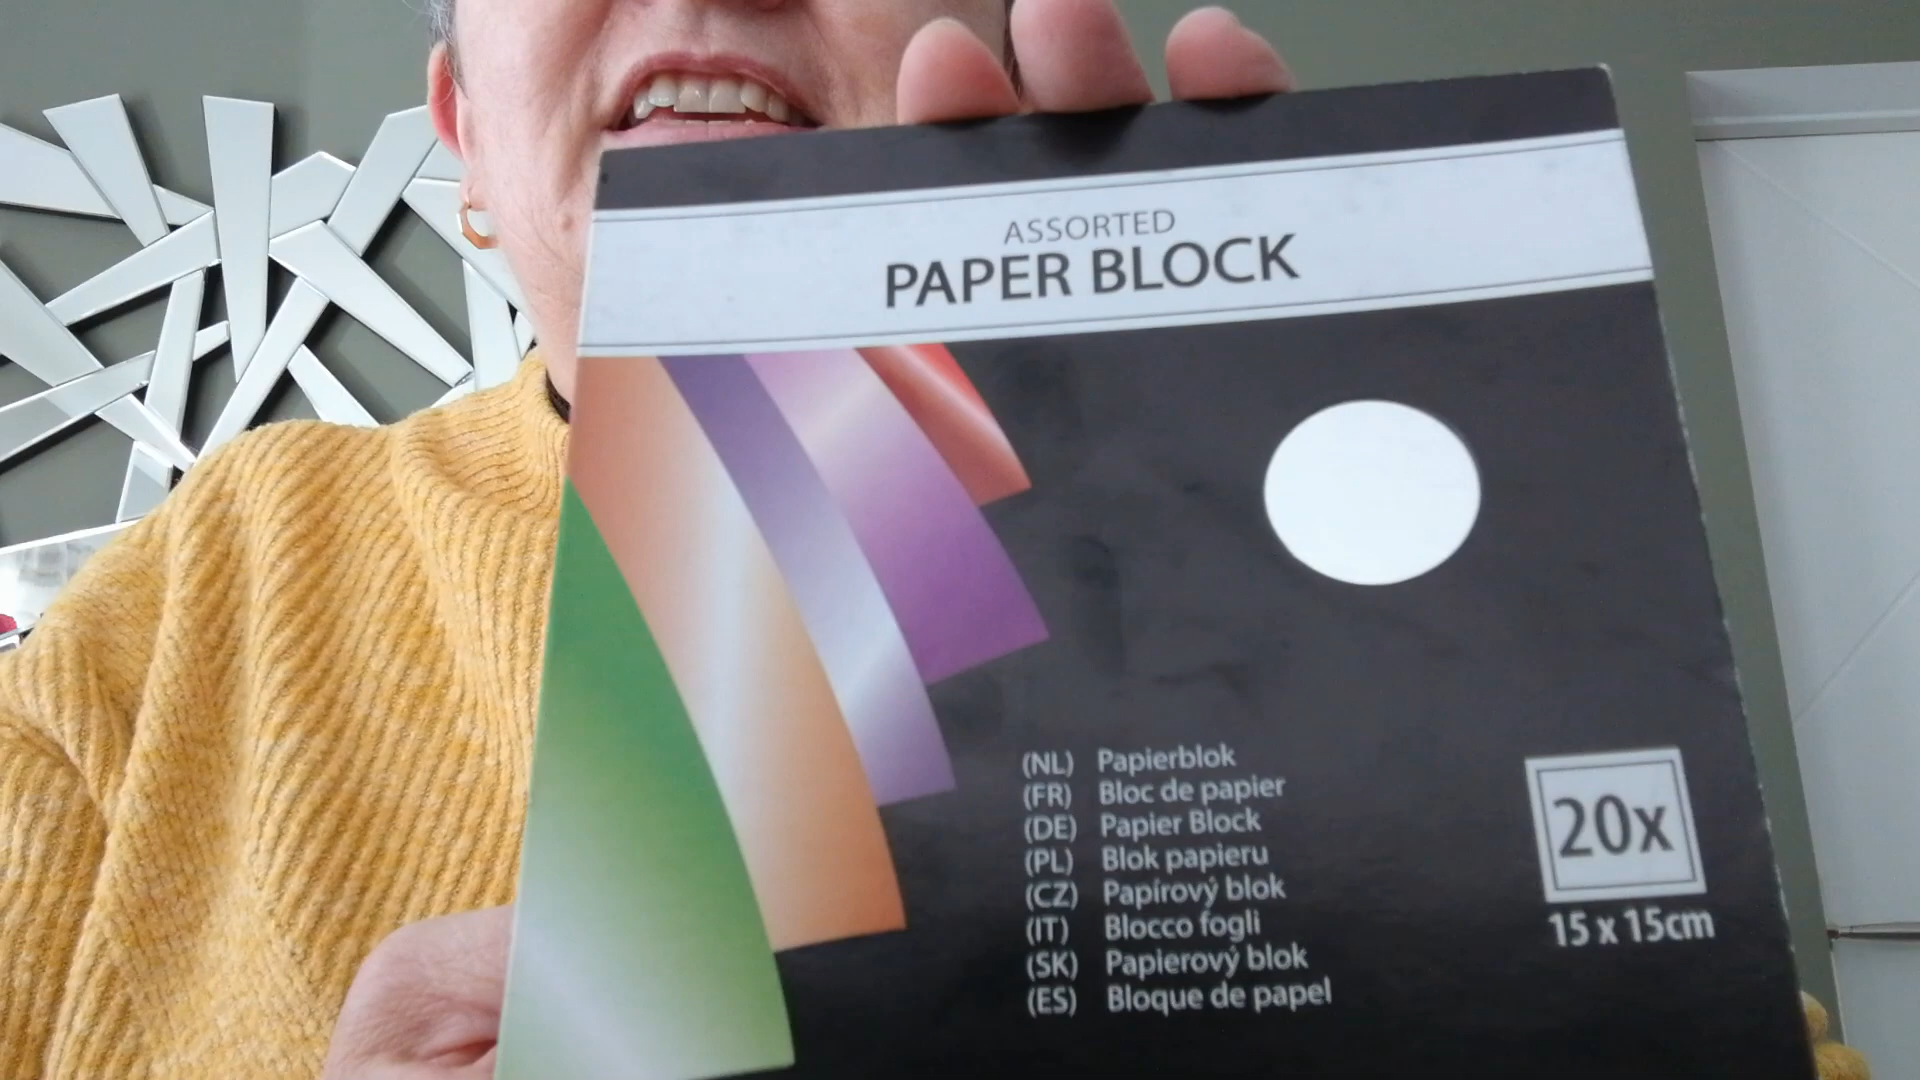 ASSORTED
PAPER BLOCK
(NL) Papierblok
(FR) Bloc de papier
(DE) Papier Block
(PL) Blok papieru
(CZ) Papírový blok
(IT) Blocco fogli
(SK) Papierový blok
(ES) Bloque de papel
20x
15 x 15cm